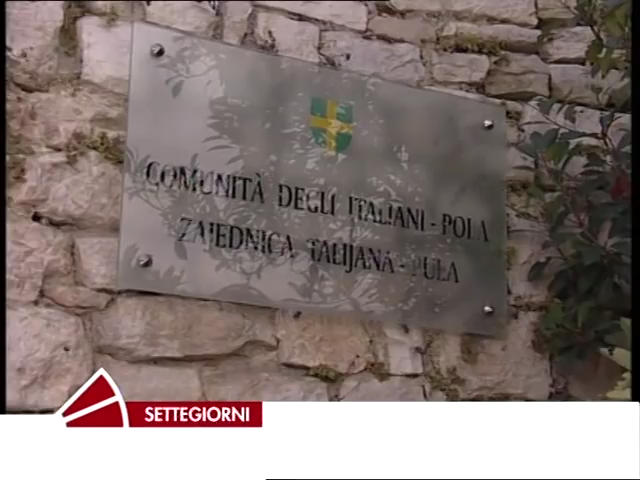 COMUNITÀ DEGLI ITALIANI - POLA
ZAJEDNICA TALIJANA - PULA
SETTEGIORNI